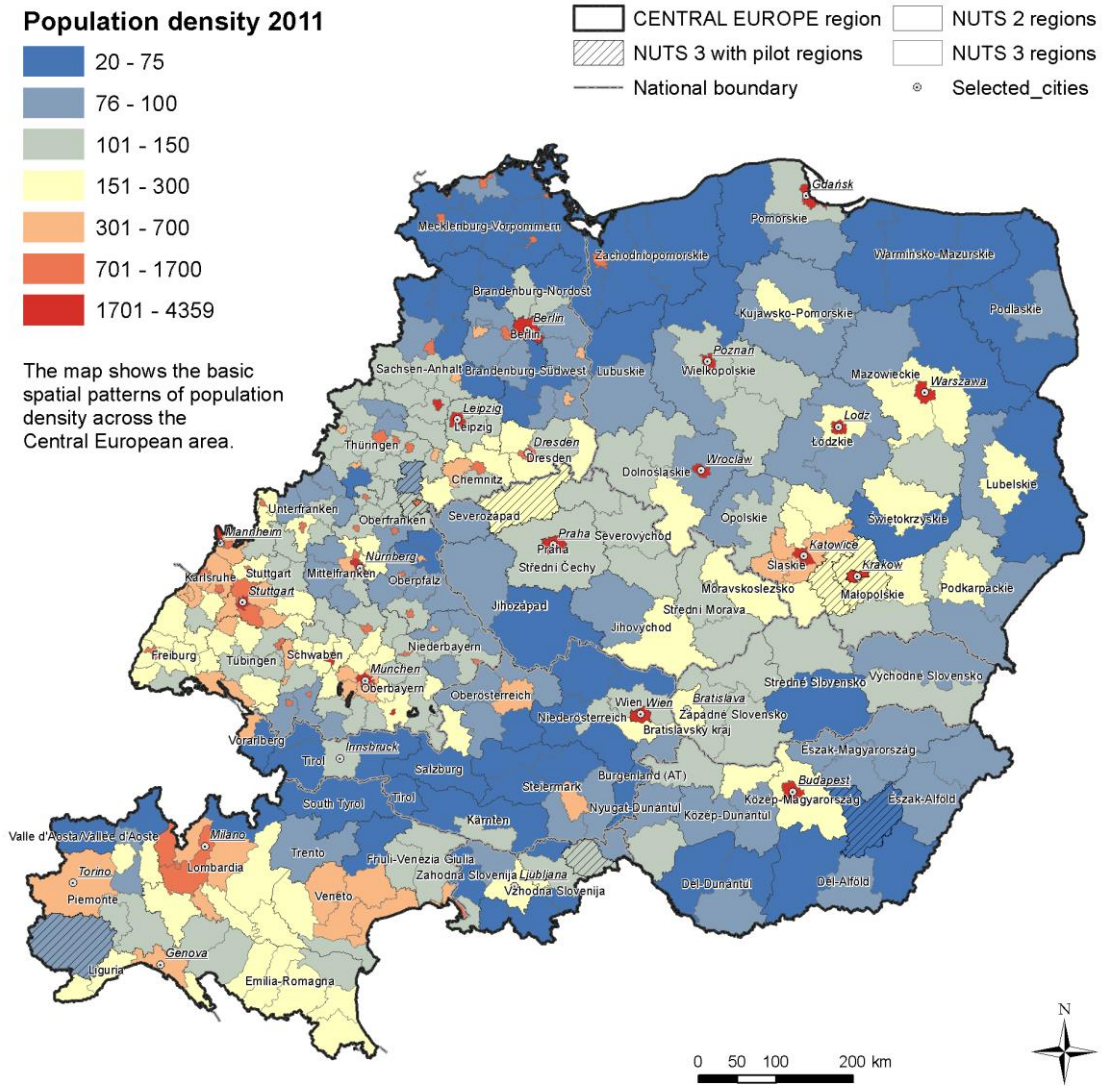 Population density 2011
20 - 75
76 - 100
101 - 150
151 - 300
301 - 700
701 - 1700
1701 - 4359
The map shows the basic
spatial patterns of population
density across the
Central European area.
CENTRAL EUROPE region
NUTS 2 regions
NUTS 3 with pilot regions
NUTS 3 regions
National boundary
Selected_cities
Gdańsk
Pomorskie
Mecklenburg-Vorpommern
Zachodniopomorskie
Warmińsko-Mazurskie
Brandenburg-Nordost
Podlaskie
Kujawsko-Pomorskie
Berlin
Berlin
Poznań
Sachsen-Anhalt
Brandenburg-Südwest
Lubuskie
Wielkopolskie
Mazowieckie
Warszawa
Leipzig
Leipzig
Lodz
Łódzkie
Thüringen
Dresden
Dresden
Wroclaw
Dolnośląskie
Chemnitz
Lubelskie
Unterfranken
Oberfranken
Severozápad
Opolskie
Świętokrzyskie
Mannheim
Praha
Praha
Severovýchod
Katowice
Nürnberg
Karlsruhe
Stuttgart
Mittelfranken
Oberpfalz
Střední Čechy
Śląskie
Krakow
Małopolskie
Podkarpackie
Stuttgart
Jihozápad
Moravskoslezsko
Střední Morava
Jihovýchod
Freiburg
Tübingen
Schwaben
Niederbayern
Munchen
Oberbayern
Oberösterreich
Stredné Slovensko
Východné Slovensko
Wien
Wien
Bratislava
Niederösterreich
Západné Slovensko
Bratislavský kraj
Vorarlberg
Innsbruck
Tirol
Salzburg
Észak-Magyarország
Burgenland (AT)
Steiermark
Budapest
South Tyrol
Tirol
Nyugat-Dunántúl
Közép-Dunántúl
Közép-Magyarország
Észak-Alföld
Kärnten
Valle d'Aosta/Vallée d'Aoste
Milano
Trento
Friuli-Venezia Giulia
Lombardia
Zahodna Slovenija
Ljubljana
Vzhodna Slovenija
Torino
Piemonte
Veneto
Dél-Dunántúl
Dél-Alföld
Genova
Liguria
Emilia-Romagna
N
0 50 100 200 km